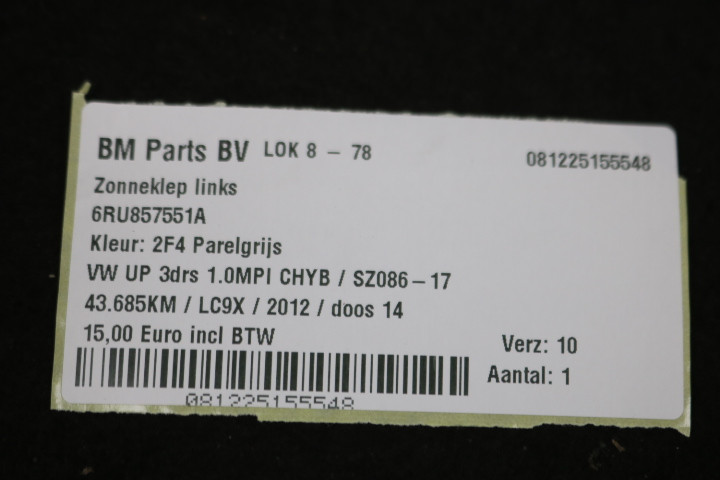 BM Parts BV LOK 8 - 78 081225155548
Zonneklep links
6RU857551A
Kleur: 2F4 Parelgrijs
VW UP 3drs 1.0MPI CHYB / SZ086-17
43.685KM / LC9X / 2012 / doos 14
15,00 Euro incl BTW Verz: 10
Aantal: 1
081225155548